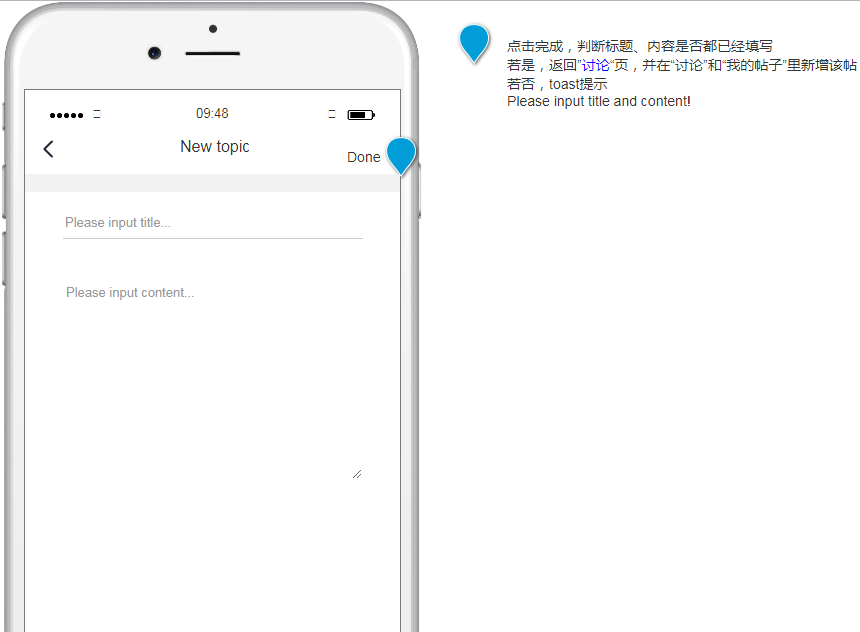 09:48
New topic
Done
Please input title...
Please input content...
点击完成，判断标题、内容是否都已经填写
若是，返回"讨论“页，并在“讨论”和“我的帖子”里新增该帖
若否，toast提示
Please input title and content!